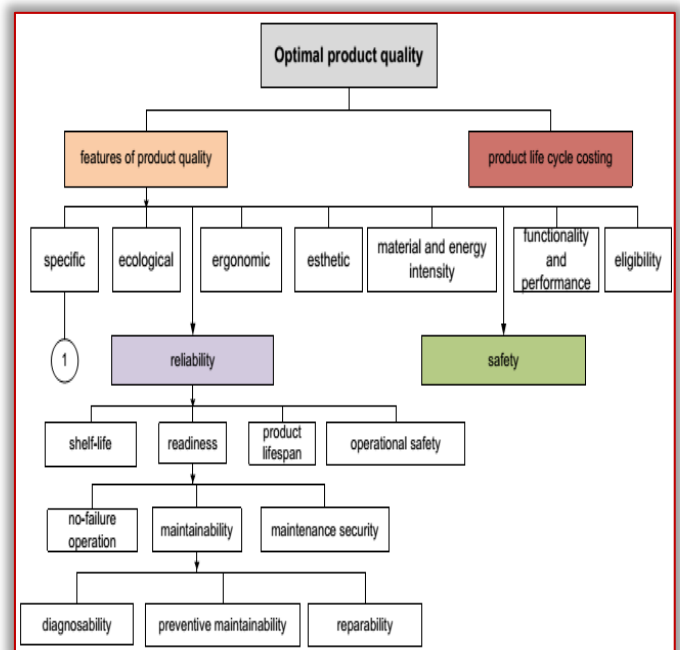 Optimal product quality
features of product quality
product life cycle costing
specific
ecological
ergonomic
esthetic
material and energy
intensity
functionality
and
performance
eligibility
1
reliability
safety
shelf-life
readiness
product
lifespan
operational safety
no-failure
operation
maintainability
maintenance security
diagnosability
preventive maintainability
reparability